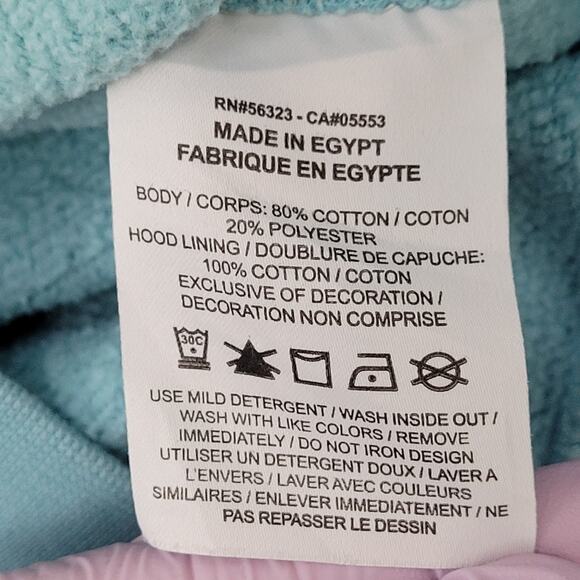 RN#56323 - CA#05553
MADE IN EGYPT
FABRIQUE EN EGYPTE
BODY / CORPS: 80% COTTON / COTON
20% POLYESTER
HOOD LINING / DOUBLURE DE CAPUCHE:
100% COTTON / COTON
EXCLUSIVE OF DECORATION /
DECORATION NON COMPRISE
30C
USE MILD DETERGENT / WASH INSIDE OUT /
WASH WITH LIKE COLORS / REMOVE
IMMEDIATELY / DO NOT IRON DESIGN
UTILISER UN DETERGENT DOUX / LAVER A
L'ENVERS / LAVER AVEC COULEURS
SIMILAIRES / ENLEVER IMMEDIATEMENT / NE
PAS REPASSER LE DESSIN